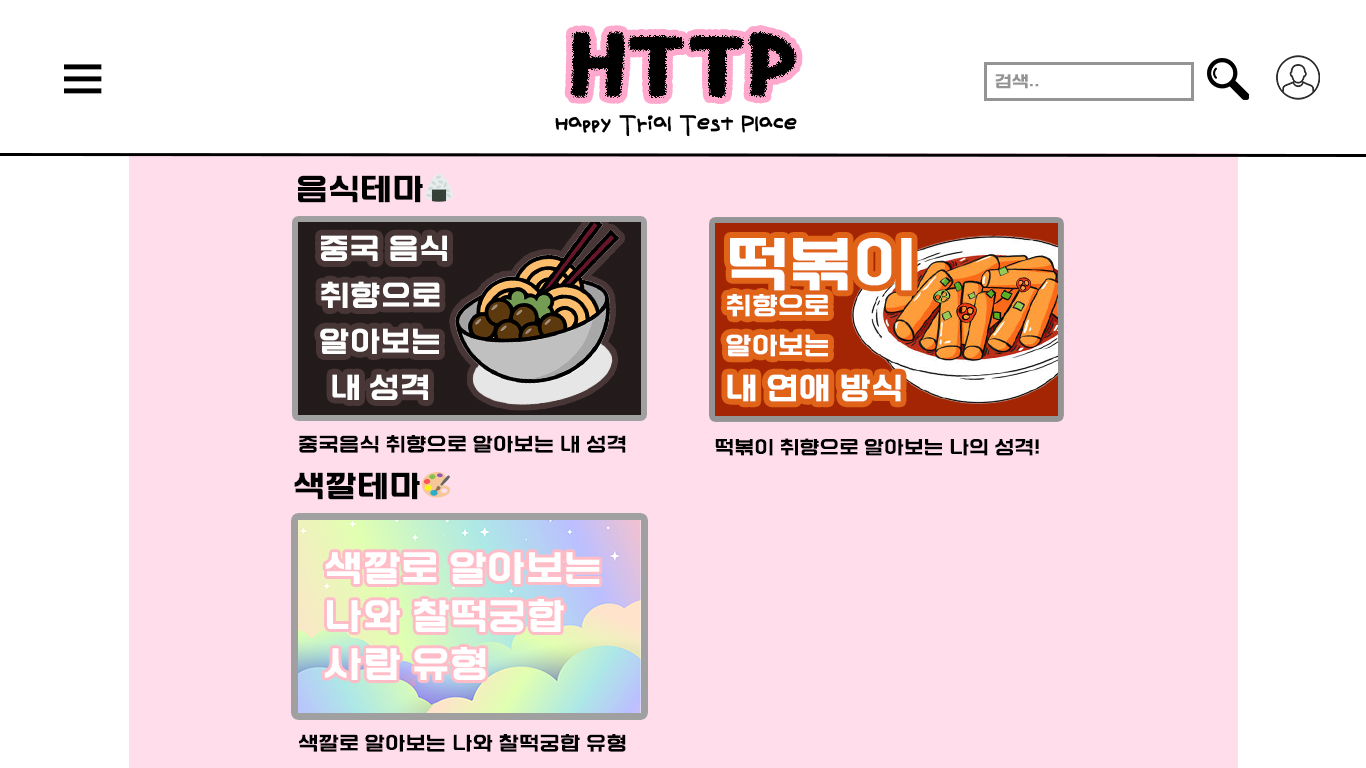 HTTP
Happy Trial Test Place
검색..
음식테마
중국 음식
취향으로
알아보는
내 성격
떡볶이
취향으로
알아보는
내 연애 방식
중국음식 취향으로 알아보는 내 성격
떡볶이 취향으로 알아보는 나의 성격!
색깔테마
색깔로 알아보는
나와 찰떡궁합
사람 유형
색깔로 알아보는 나와 찰떡궁합 유형